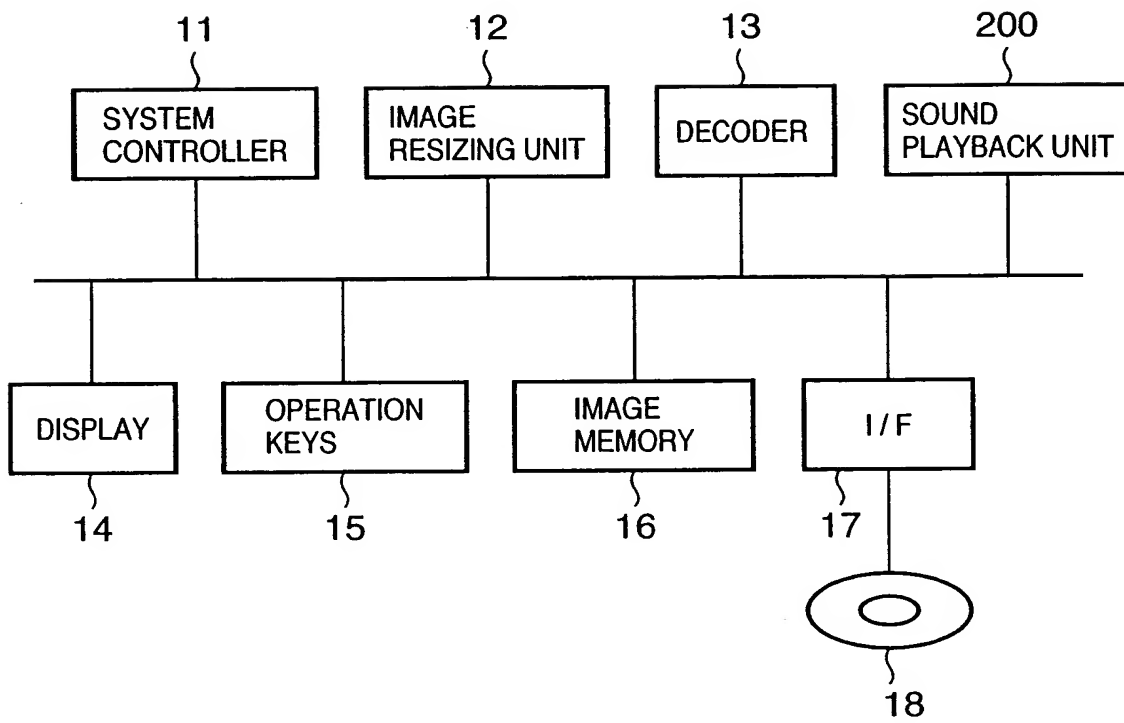 11
12
13
200
SYSTEM
CONTROLLER
IMAGE
RESIZING UNIT
DECODER
SOUND
PLAYBACK UNIT
DISPLAY
OPERATION
KEYS
IMAGE
MEMORY
I / F
14
15
16
17
18